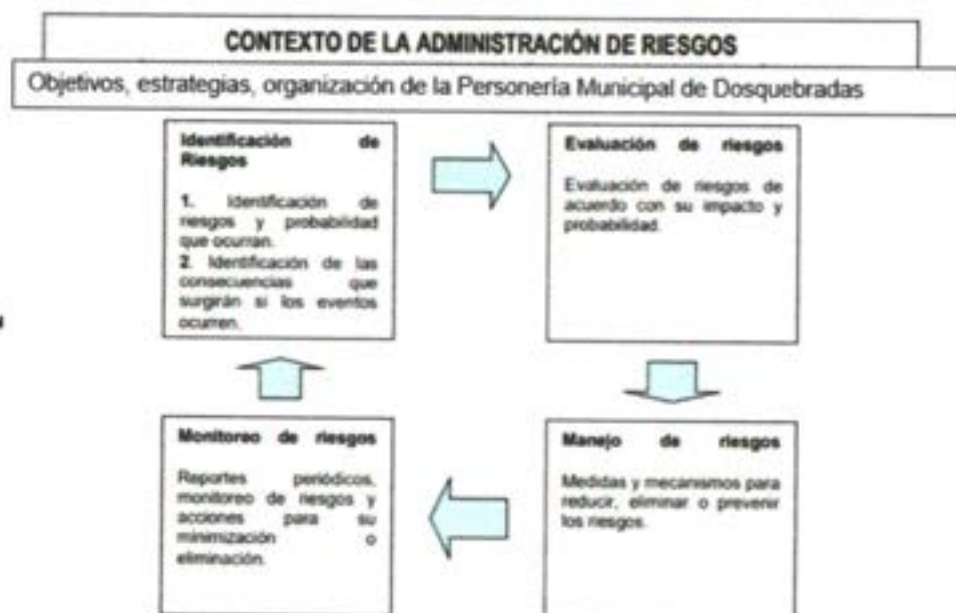 CONTEXTO DE LA ADMINISTRACIÓN DE RIESGOS
Objetivos, estrategias, organización de la Personería Municipal de Dosquebradas
Identificación de
Riesgos
1. Identificación de
riesgos y probabilidad
que ocurran.
2. Identificación de las
consecuencias que
surgirán si los eventos
ocurren.
Evaluación de riesgos
Evaluación de riesgos de
acuerdo con su impacto y
probabilidad.
Monitoreo de riesgos
Reportes periódicos,
monitoreo de riesgos y
acciones para su
minimización o
eliminación.
Manejo de riesgos
Medidas y mecanismos para
reducir, eliminar o prevenir
los riesgos.